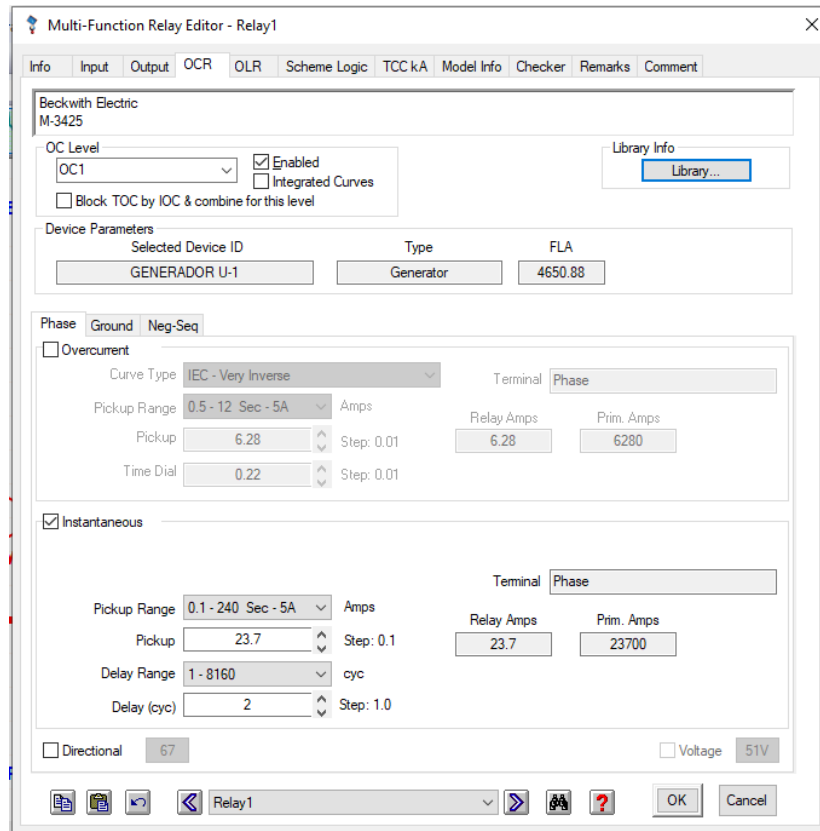 Multi-Function Relay Editor - Relay1
Info Input Output OCR OLR Scheme Logic TCC kA Model Info Checker Remarks Comment
Beckwith Electric
M-3425
OC Level
OC1
Enabled
Integrated Curves
Block TOC by IOC & combine for this level
Library Info
Library...
Device Parameters
Selected Device ID Type FLA
GENERADOR U-1 Generator 4650.88
Phase Ground Neg-Seq
Overcurrent
Curve Type IEC - Very Inverse
Terminal Phase
Pickup Range 0.5 - 12 Sec - 5A Amps
Relay Amps Prim. Amps
Pickup 6.28 Step: 0.01 6.28 6280
Time Dial 0.22 Step: 0.01
Instantaneous
Terminal Phase
Pickup Range 0.1 - 240 Sec - 5A Amps
Relay Amps Prim. Amps
Pickup 23.7 Step: 0.1 23.7 23700
Delay Range 1 - 8160 cyc
Delay (cyc) 2 Step: 1.0
Directional 67 Voltage 51V
Relay1 ? OK Cancel